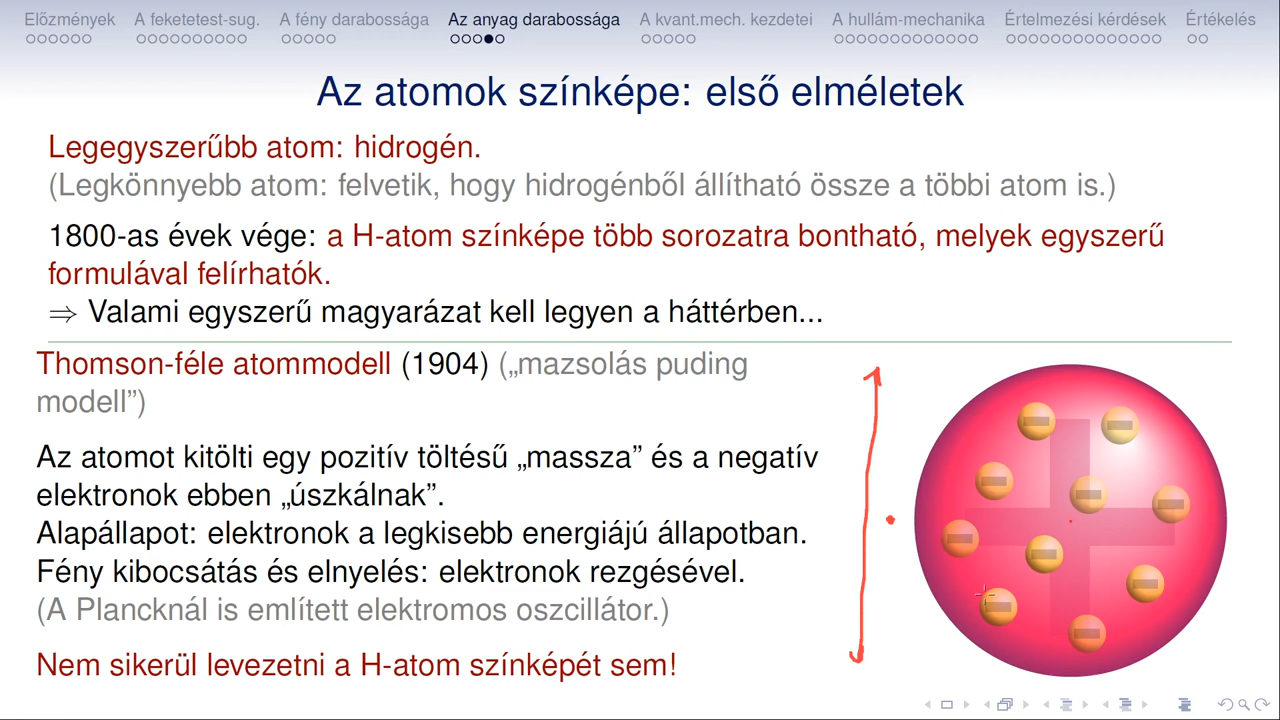 Előzmények A feketetest-sug. A fény darabossága Az anyag darabossága A kvant.mech. kezdetei A hullám-mechanika Értelmezési kérdések Értékelés
Az atomok színképe: első elméletek
Legegyszerűbb atom: hidrogén.
(Legkönnyebb atom: felvetik, hogy hidrogénből állítható össze a többi atom is.)
1800-as évek vége: a H-atom színképe több sorozatra bontható, melyek egyszerű
formulával felírhatók.
⇒ Valami egyszerű magyarázat kell legyen a háttérben...
Thomson-féle atommodell (1904) („mazsolás puding
modell”)
Az atomot kitölti egy pozitív töltésű „massza” és a negatív
elektronok ebben „úszkálnak”.
Alapállapot: elektronok a legkisebb energiájú állapotban.
Fény kibocsátás és elnyelés: elektronok rezgésével.
(A Plancknál is említett elektromos oszcillátor.)
Nem sikerül levezetni a H-atom színképét sem!